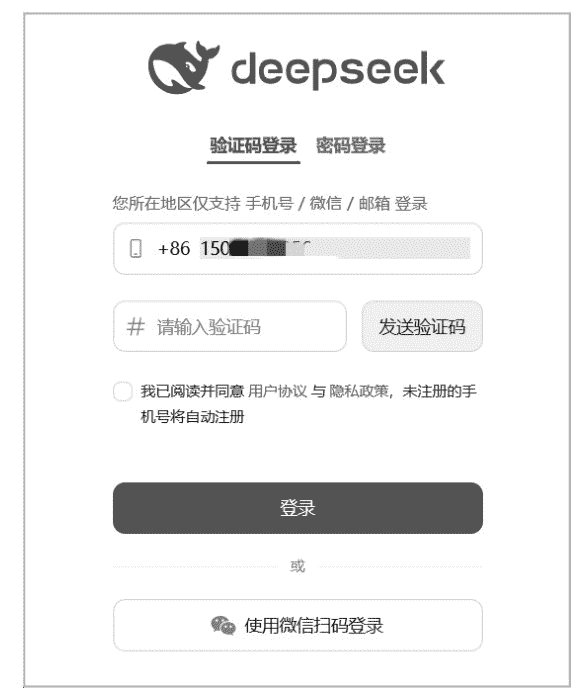 deepseek
验证码登录 密码登录
您所在地区仅支持 手机号 / 微信 / 邮箱 登录
+86 150
# 请输入验证码 发送验证码
我已阅读并同意 用户协议 与 隐私政策，未注册的手
机号将自动注册
登录
或
使用微信扫码登录